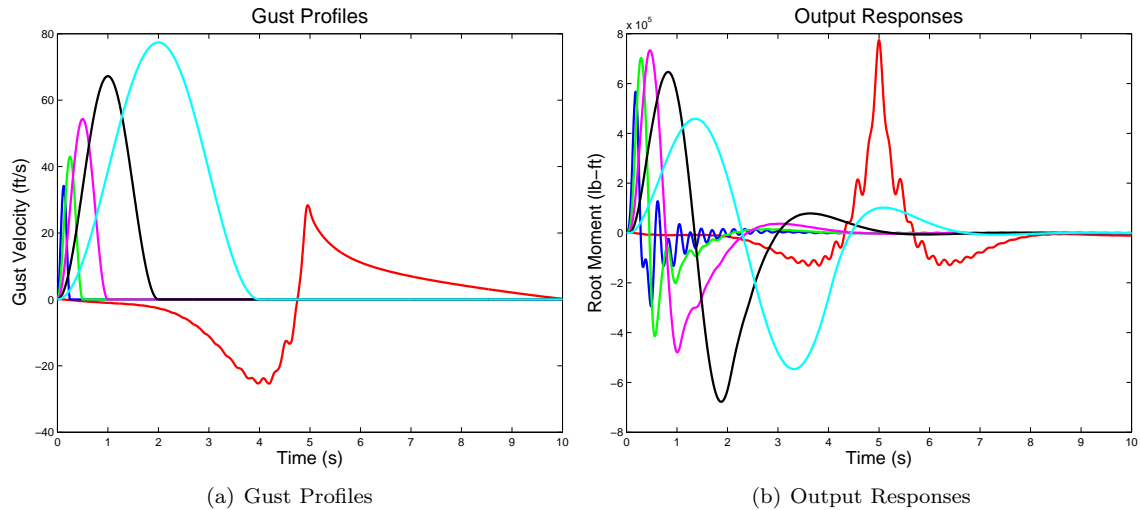 Gust Profiles
80
60
40
20
0
−20
−40
Gust Velocity (ft/s)
0 1 2 3 4 5 6 7 8 9 10
Time (s)
(a) Gust Profiles
Output Responses
x 10⁵
8
6
4
2
0
−2
−4
−6
−8
Root Moment (lb−ft)
0 1 2 3 4 5 6 7 8 9 10
Time (s)
(b) Output Responses